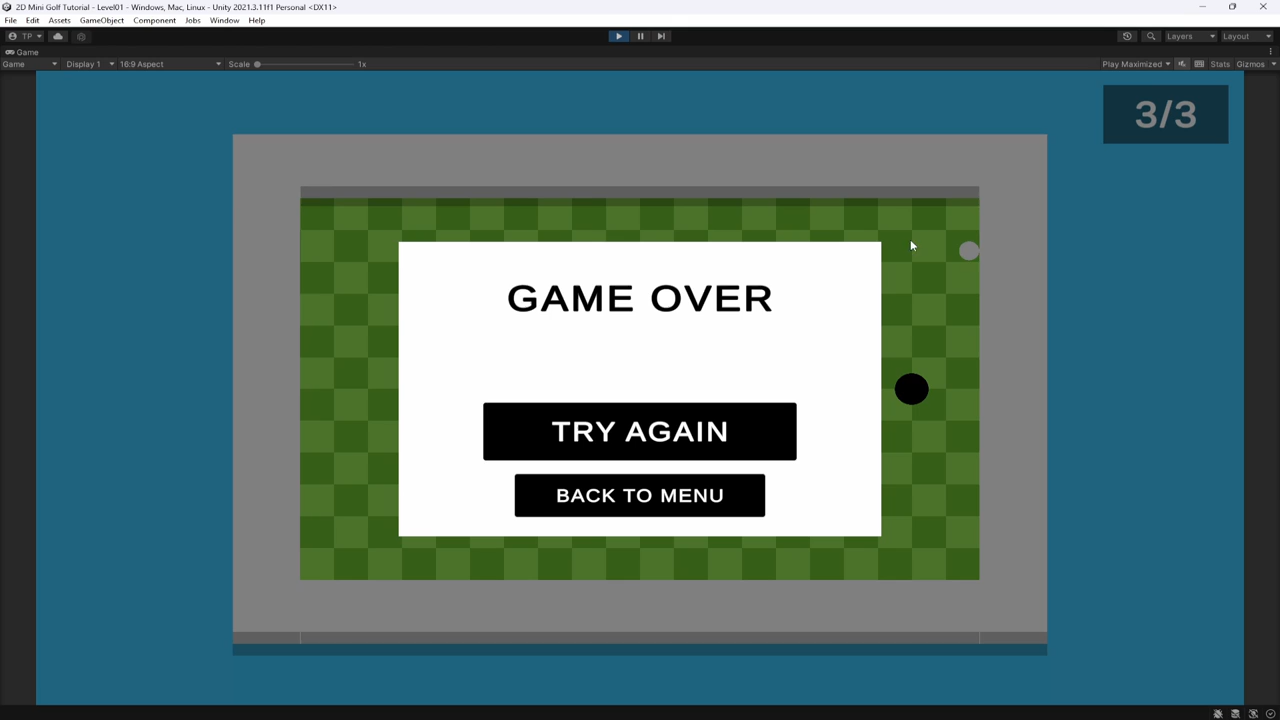 2D Mini Golf Tutorial - Level01 - Windows, Mac, Linux - Unity 2021.3.11f1 Personal <DX11>
File Edit Assets GameObject Component Jobs Window Help
TP Layers Layout
Game
Game Display 1 16:9 Aspect Scale 1x Play Maximized Stats Gizmos
3/3
GAME OVER
TRY AGAIN
BACK TO MENU